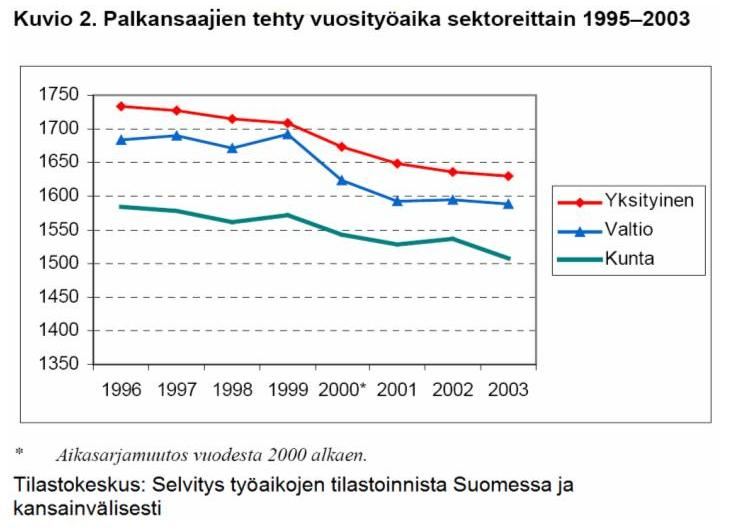 Kuvio 2. Palkansaajien tehty vuosityöaika sektoreittain 1995–2003
1750
1700
1650
1600
1550
1500
1450
1400
1350
1996 1997 1998 1999 2000* 2001 2002 2003
Yksityinen
Valtio
Kunta
* Aikasarjamuutos vuodesta 2000 alkaen.
Tilastokeskus: Selvitys työaikojen tilastoinnista Suomessa ja
kansainvälisesti